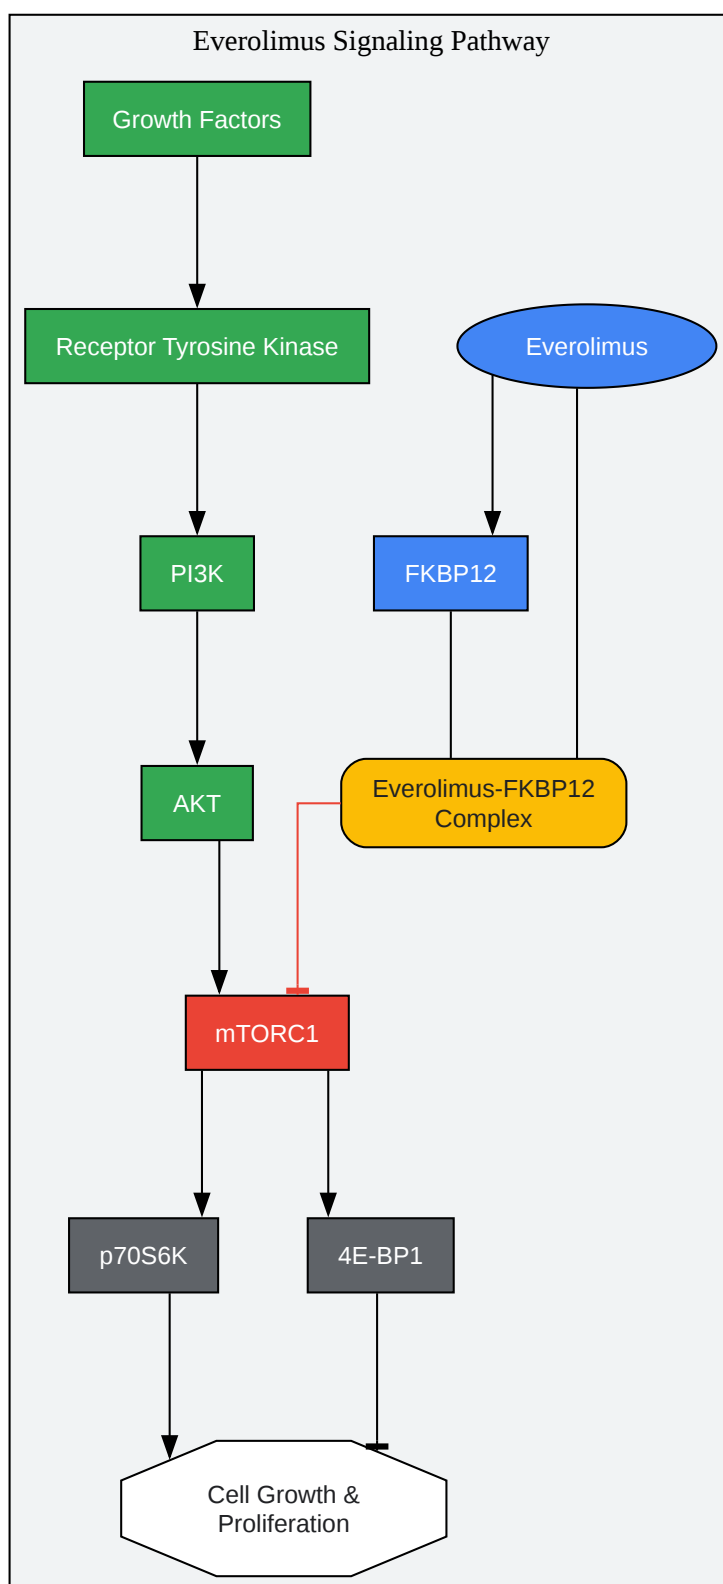 Everolimus Signaling Pathway
Growth Factors
Receptor Tyrosine Kinase
Everolimus
PI3K
FKBP12
AKT
Everolimus-FKBP12
Complex
mTORC1
p70S6K
4E-BP1
Cell Growth &
Proliferation